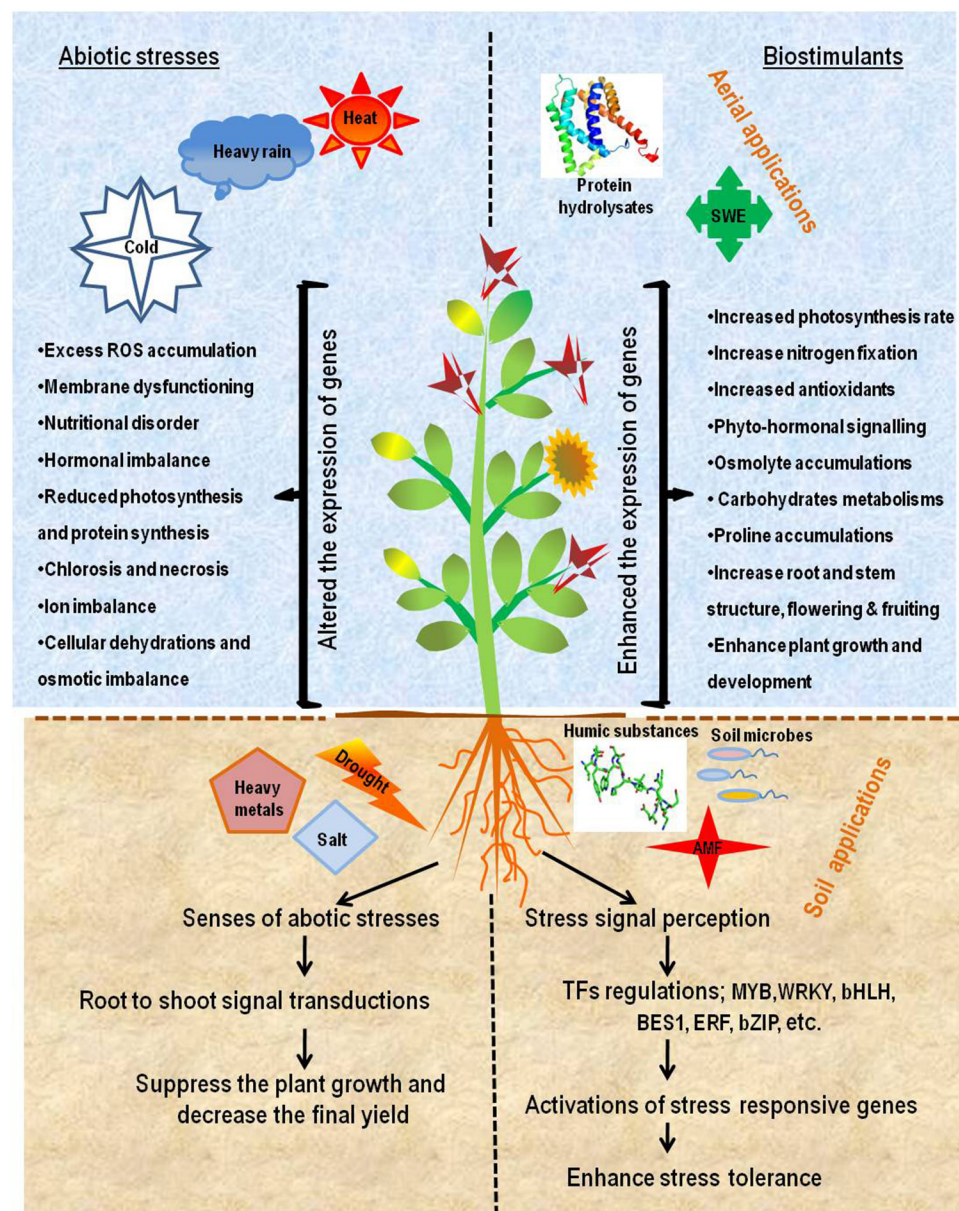 Abiotic stresses
Heat
Heavy rain
Cold
•Excess ROS accumulation
•Membrane dysfunctioning
•Nutritional disorder
•Hormonal imbalance
•Reduced photosynthesis
and protein synthesis
•Chlorosis and necrosis
•Ion imbalance
•Cellular dehydrations and
osmotic imbalance
Altered the expression of genes
Biostimulants
Aerial applications
Protein
hydrolysates
SWE
Enhanced the expression of genes
•Increased photosynthesis rate
•Increase nitrogen fixation
•Increased antioxidants
•Phyto-hormonal signalling
•Osmolyte accumulations
• Carbohydrates metabolisms
•Proline accumulations
•Increase root and stem
structure, flowering & fruiting
•Enhance plant growth and
development
Heavy
metals
Drought
Salt
Senses of abotic stresses
Root to shoot signal transductions
Suppress the plant growth and
decrease the final yield
Humic substances
Soil microbes
AMF
Soil applications
Stress signal perception
TFs regulations; MYB,WRKY, bHLH,
BES1, ERF, bZIP, etc.
Activations of stress responsive genes
Enhance stress tolerance